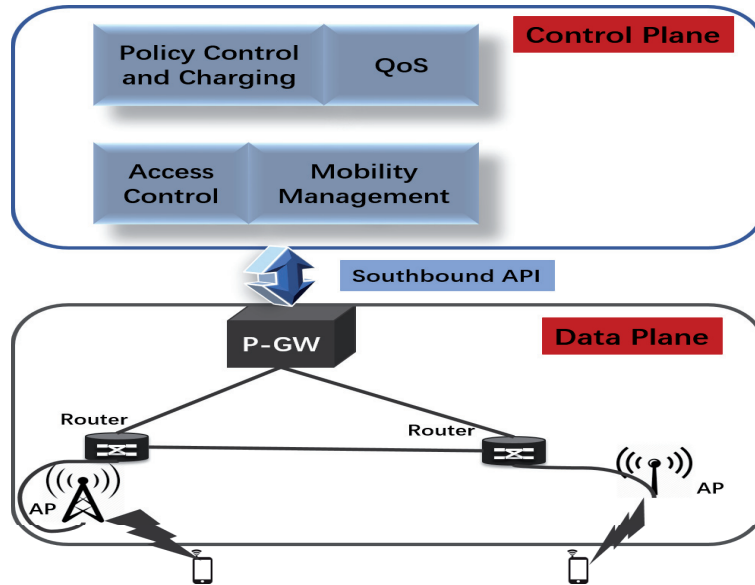 Control Plane
Policy Control
and Charging
QoS
Access
Control
Mobility
Management
Southbound API
Data Plane
P-GW
Router
Router
AP
AP